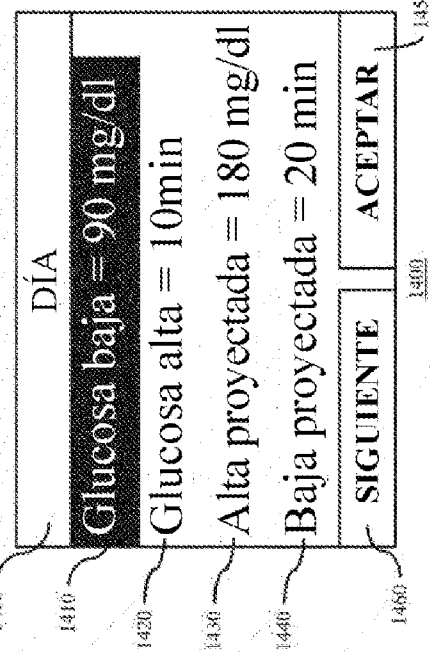 DÍA
1410 Glucosa baja = 90 mg/dl
1420 Glucosa alta = 10min
1430 Alta proyectada = 180 mg/dl
1440 Baja proyectada = 20 min
SIGUIENTE ACEPTAR
1460
1400